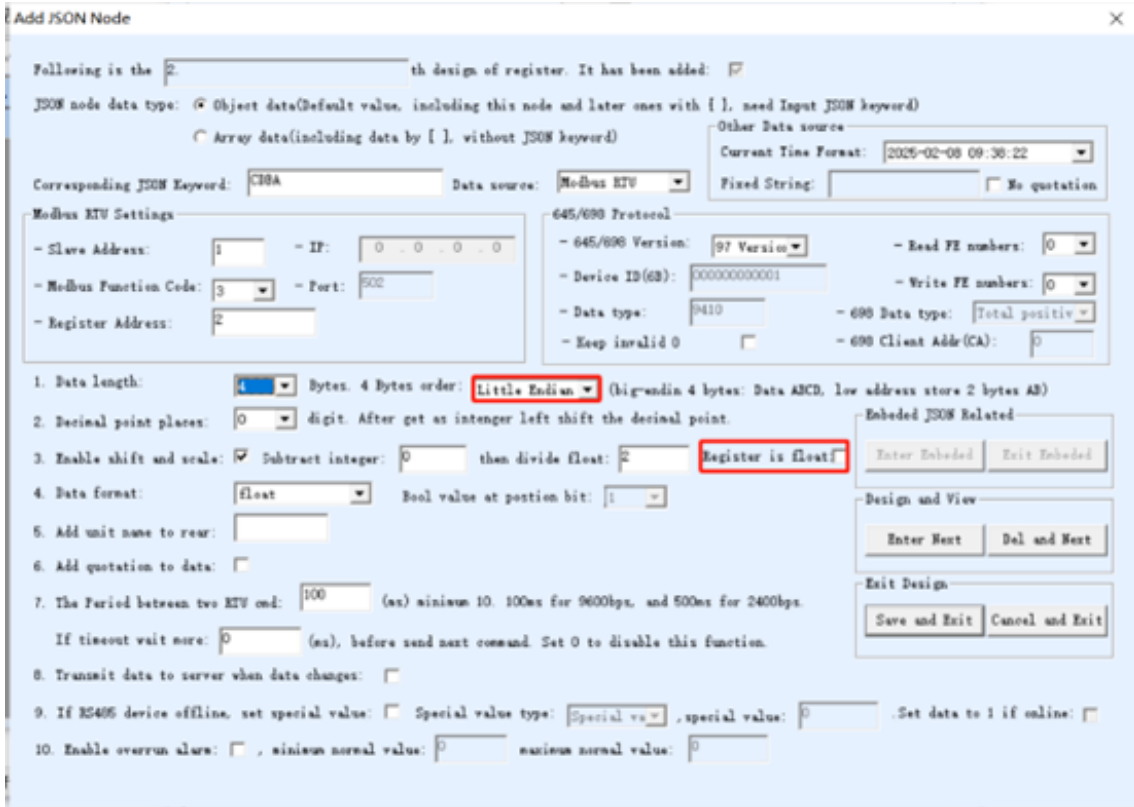 Add JSON Node
Following is the 2. th design of register. It has been added:
JSON node data type: Object data(Default value, including this node and later ones with { }, need Input JSON keyword)
Array data(including data by [ ], without JSON keyword)
Other Data source
Current Time Format: 2025-02-08 09:38:22
Corresponding JSON Keyword: CDBA Data source: Modbus RTU Fixed String: No quotation
Modbus RTU Settings
645/698 Protocol
- Slave Address: 1 - IP: 0 . 0 . 0 . 0
- 645/698 Version: 97 Versio - Read FE numbers: 0
- Modbus Function Code: 3 - Port: 502
- Device ID(6B): 000000000001 - Write FE numbers: 0
- Register Address: 2
- Data type: 9410 - 698 Data type: Total positiv
- Keep invalid 0 - 698 Client Addr(CA): 0
1. Data length: 4 Bytes. 4 Bytes order: Little Endian (big-endin 4 bytes: Data ABCD, low address store 2 bytes AB)
2. Decimal point places: 0 digit. After get as intenger left shift the decimal point.
Enbeded JSON Related
3. Enable shift and scale: Subtract integer: 0 then divide float: 2 Register is float:
Enter Enbeded Exit Enbeded
4. Data format: float Bool value at postion bit: 1
Design and View
5. Add unit name to rear:
Enter Next Del and Next
6. Add quotation to data:
Exit Design
7. The Period between two RTU cmd: 100 (ms) mininum 10. 100ms for 9600bps, and 500ms for 2400bps.
Save and Exit Cancel and Exit
If timeout wait more: 0 (ms), before send next command. Set 0 to disable this function.
8. Transmit data to server when data changes:
9. If RS485 device offline, set special value: Special value type: Special va ,special value: 0 .Set data to 1 if online:
10. Enable overrun alarm: , mininum normal value: 0 maxinum normal value: 0